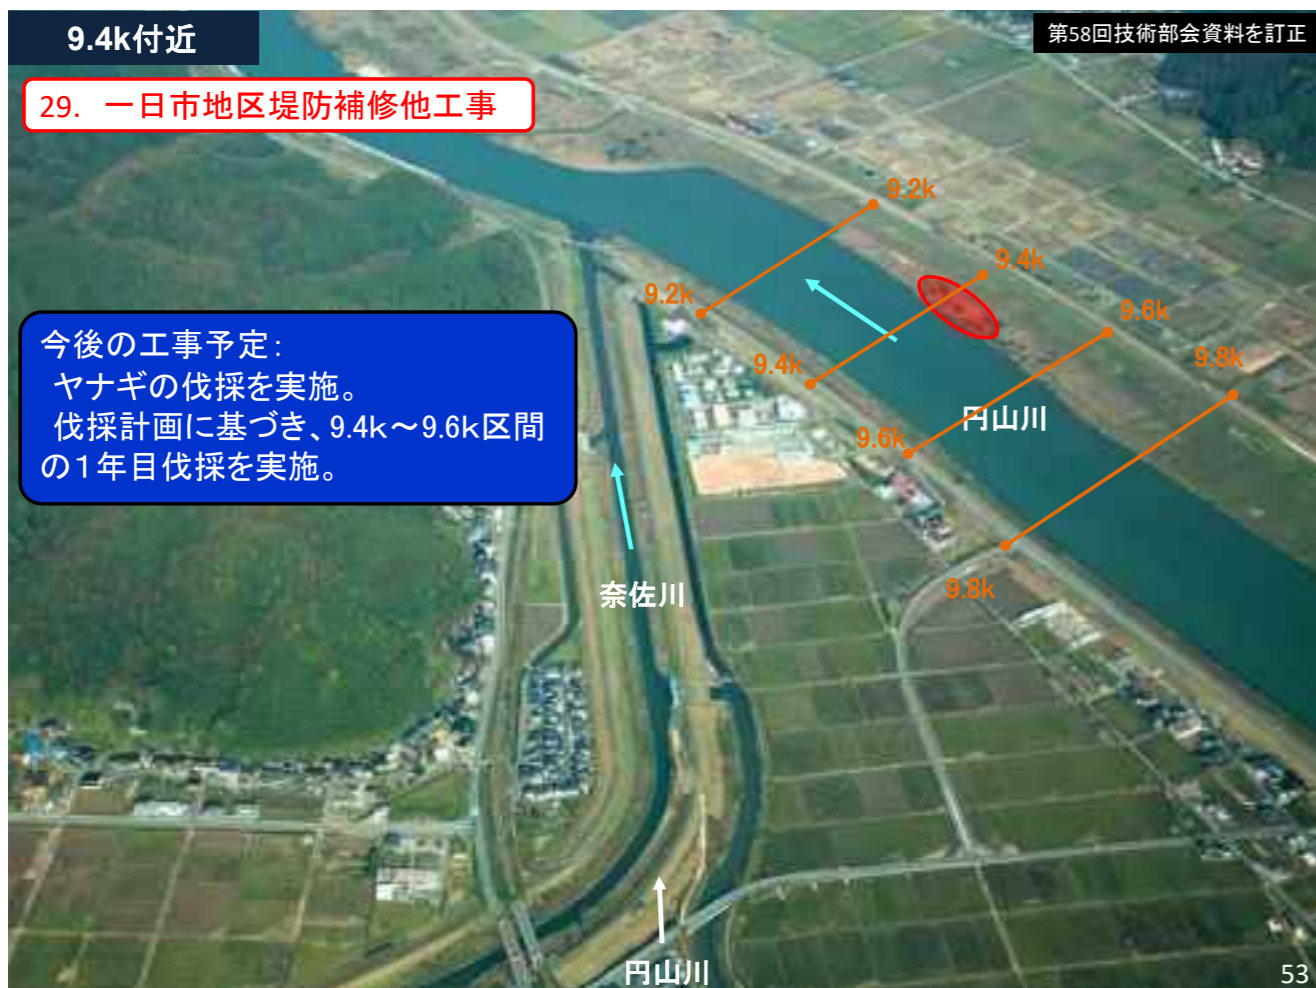 9.4k付近
第58回技術部会資料を訂正
29. 一日市地区堤防補修他工事
9.2k
9.4k
9.2k
9.6k
今後の工事予定:
ヤナギの伐採を実施。
伐採計画に基づき、9.4k～9.6k区間
の1年目伐採を実施。
9.8k
9.4k
円山川
9.6k
奈佐川
9.8k
円山川
53